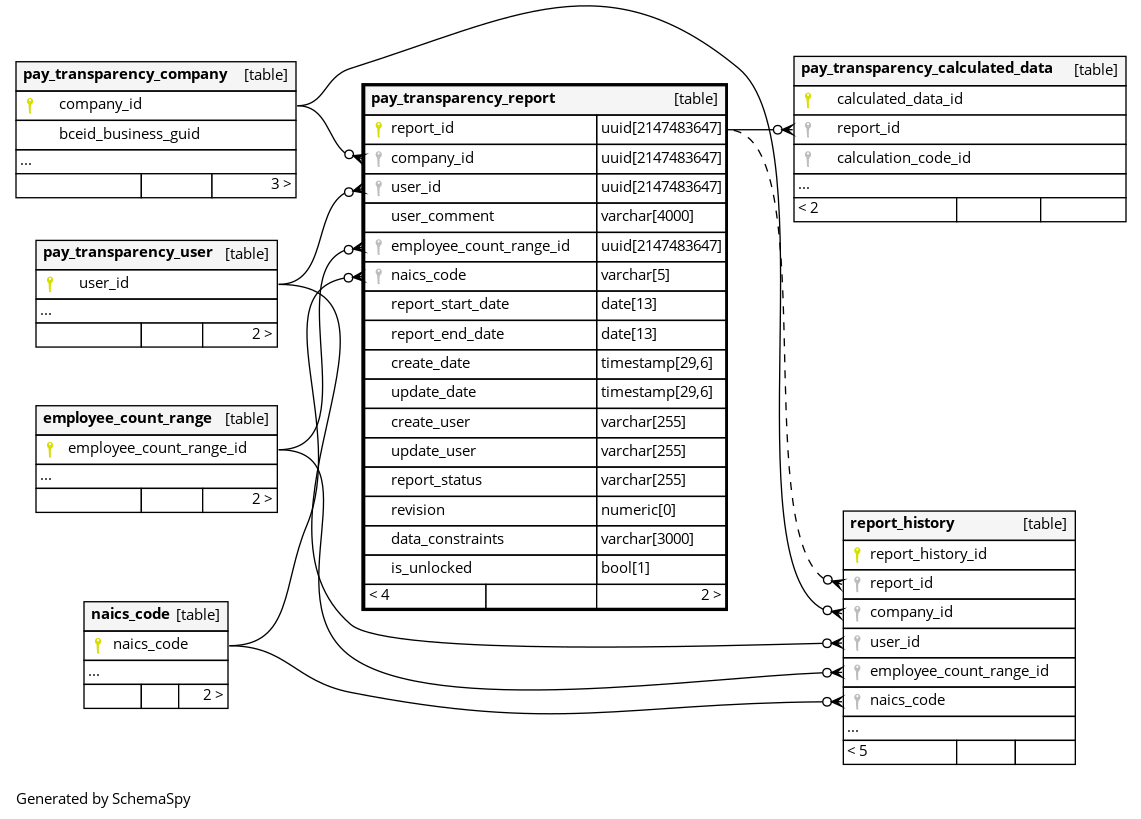 pay_transparency_company [table]
company_id
bceid_business_guid
...
3 >
pay_transparency_user [table]
user_id
...
2 >
employee_count_range [table]
employee_count_range_id
...
2 >
naics_code [table]
naics_code
...
2 >
pay_transparency_report [table]
report_id uuid[2147483647]
company_id uuid[2147483647]
user_id uuid[2147483647]
user_comment varchar[4000]
employee_count_range_id uuid[2147483647]
naics_code varchar[5]
report_start_date date[13]
report_end_date date[13]
create_date timestamp[29,6]
update_date timestamp[29,6]
create_user varchar[255]
update_user varchar[255]
report_status varchar[255]
revision numeric[0]
data_constraints varchar[3000]
is_unlocked bool[1]
< 4 2 >
pay_transparency_calculated_data [table]
calculated_data_id
report_id
calculation_code_id
...
< 2
report_history [table]
report_history_id
report_id
company_id
user_id
employee_count_range_id
naics_code
...
< 5
Generated by SchemaSpy